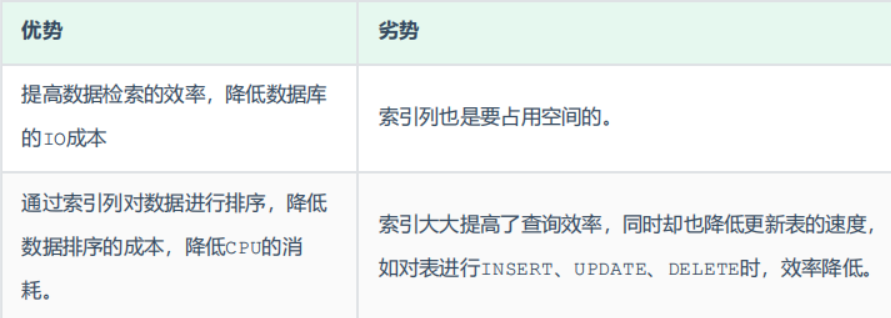 优势
劣势
提高数据检索的效率，降低数据库
的IO成本
索引列也是要占用空间的。
通过索引列对数据进行排序，降低
数据排序的成本，降低CPU的消
耗。
索引大大提高了查询效率，同时却也降低更新表的速度，
如对表进行INSERT、UPDATE、DELETE时，效率降低。